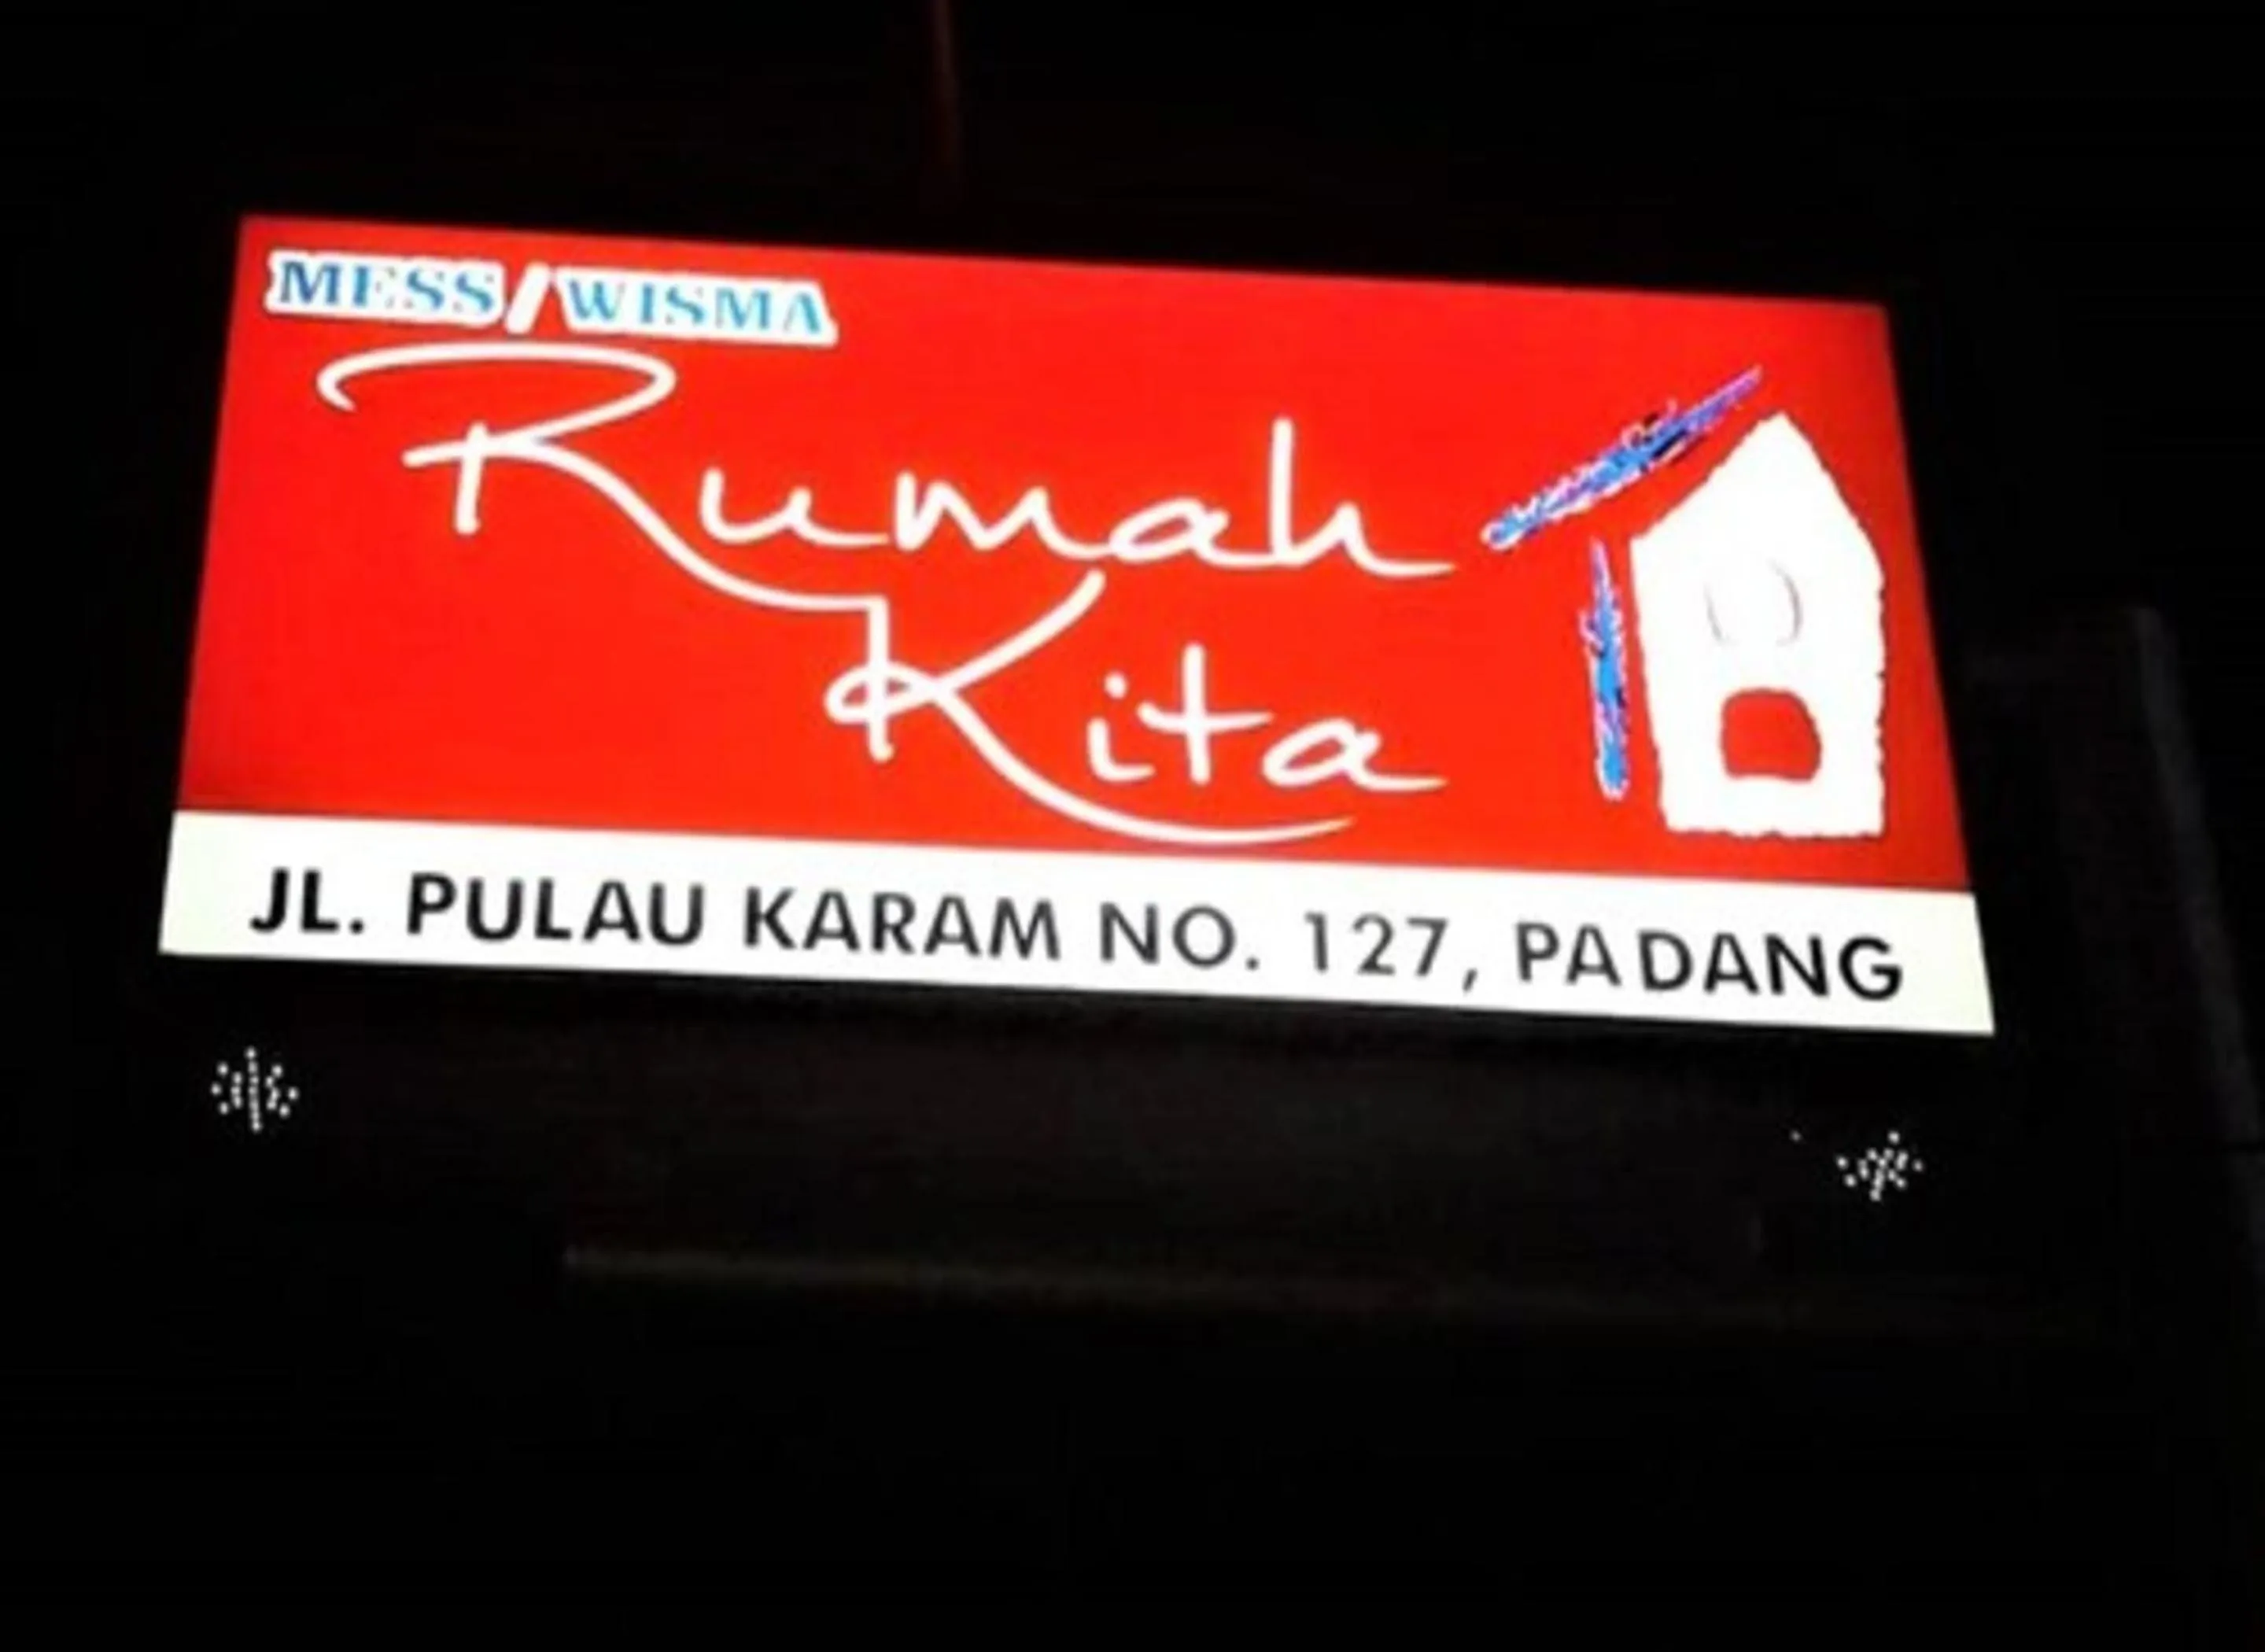 MESS/WISMA
Rumah
Kita
JL. PULAU KARAM NO. 127, PADANG